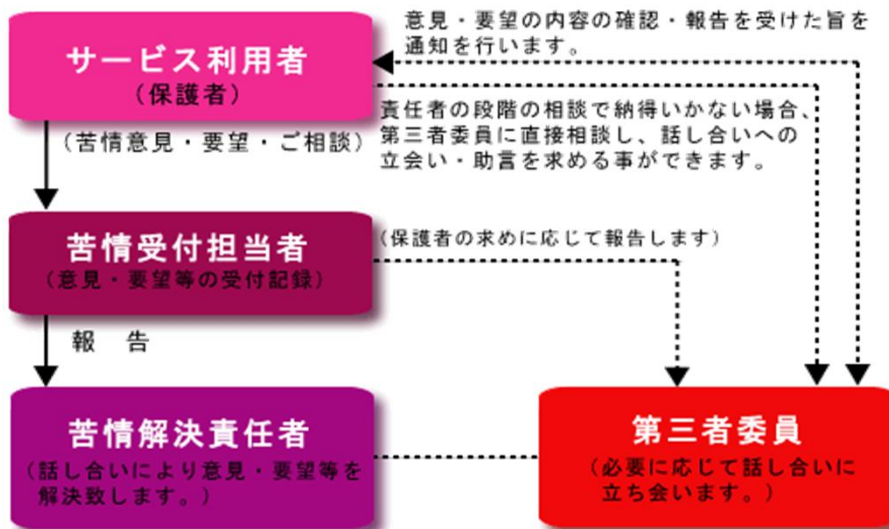 意見・要望の内容の確認・報告を受けた旨を
通知を行います。
サービス利用者
(保護者)
責任者の段階の相談で納得いかない場合、
第三者委員に直接相談し、話し合いへの
立会い・助言を求める事ができます。
(苦情意見・要望・ご相談)
苦情受付担当者
(意見・要望等の受付記録)
(保護者の求めに応じて報告します)
報　告
苦情解決責任者
(話し合いにより意見・要望等を
解決致します。)
第三者委員
(必要に応じて話し合いに
立ち会います。)